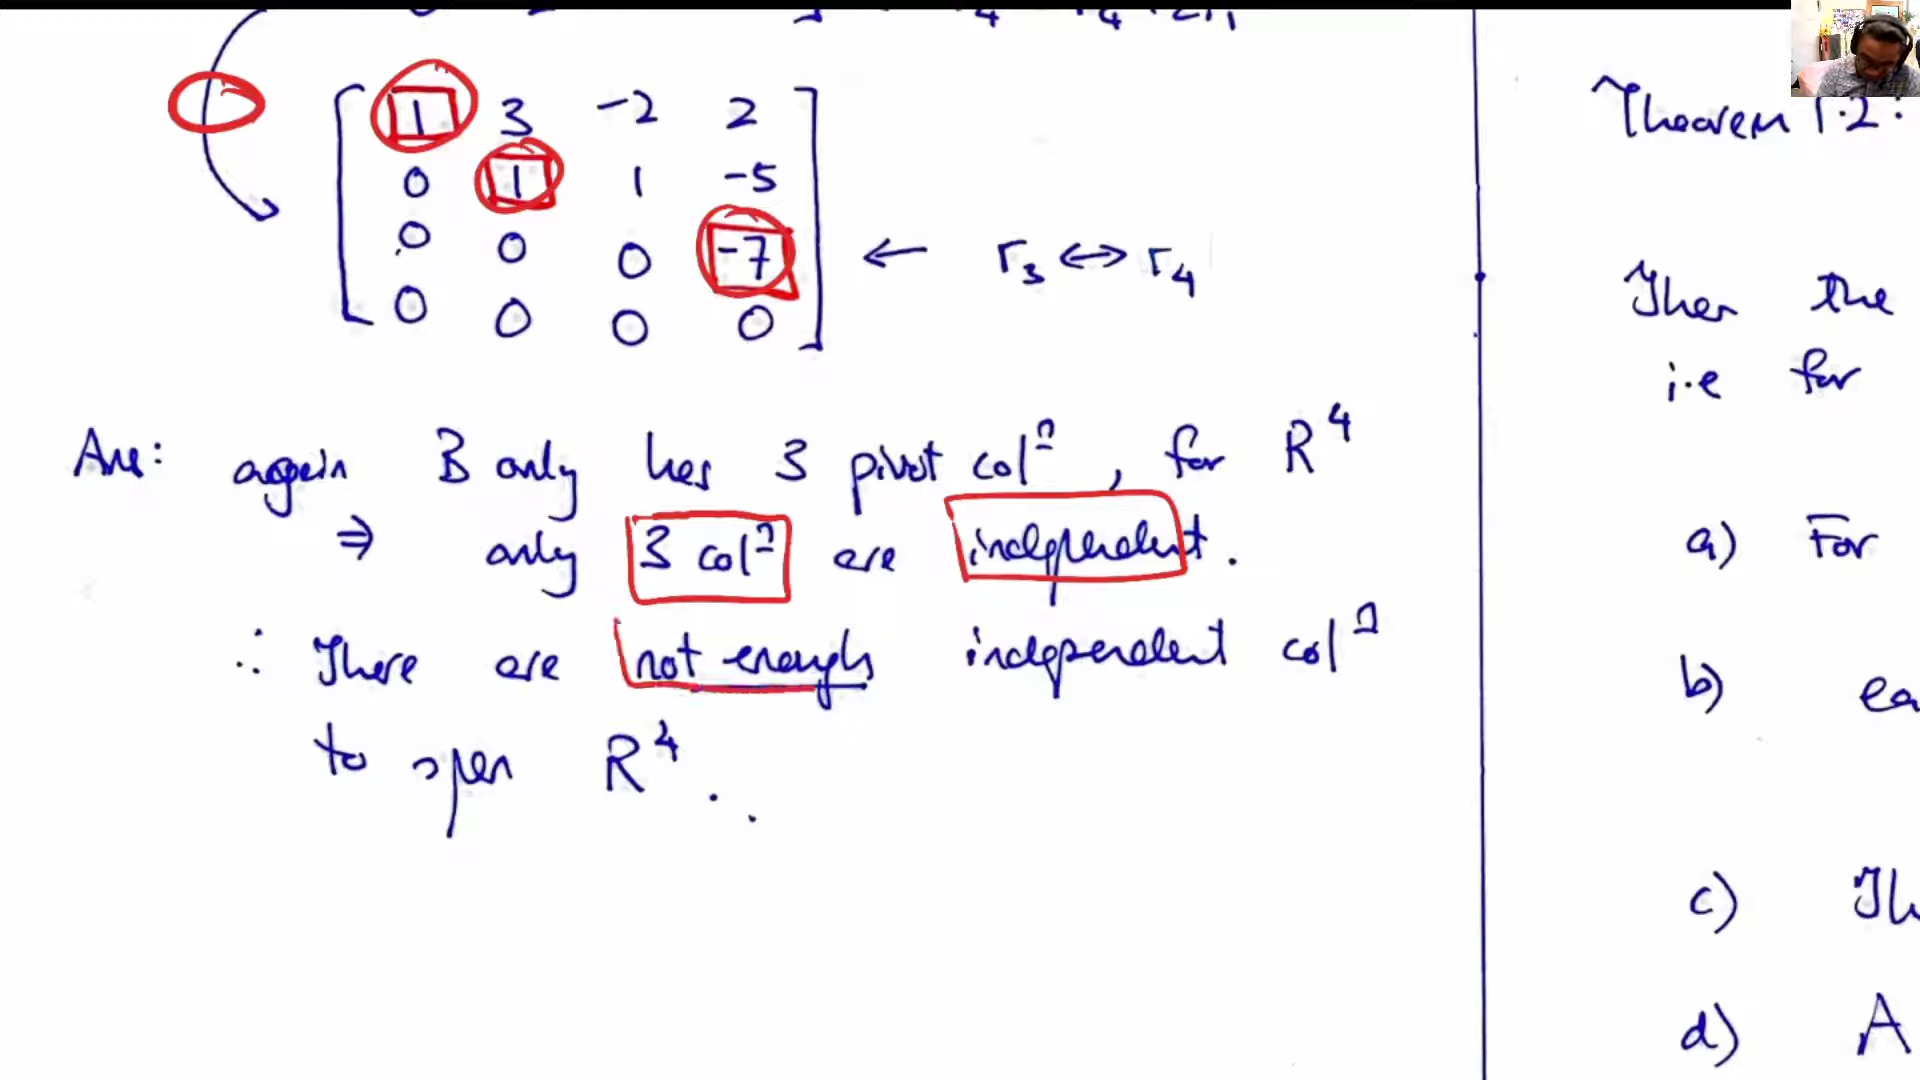 1 3 -2 2
0 1 1 -5
0 0 0 -7 ← r₃ ↔ r₄
0 0 0 0
Ans: again B only has 3 pivot colⁿ, for R⁴
⇒ only 3 colⁿ are independent.
∴ There are not enough independent colⁿ
to span R⁴.
Theorem 1.2:
Then the
i.e for
a) For
b)
c)
d) A